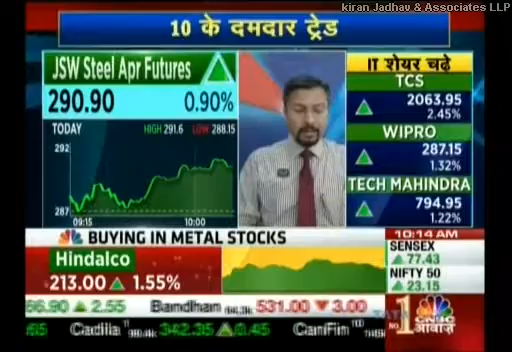 kiran Jadhav & Associates LLP
10 के दमदार ट्रेड
JSW Steel Apr Futures
290.90 0.90%
TODAY HIGH 291.6 LOW 288.15
292
287
09:15 10:00
IT शेयर चढ़े
TCS
2063.95
2.45%
WIPRO
287.15
1.32%
TECH MAHINDRA
794.95
1.22%
10:14 AM
BUYING IN METAL STOCKS
Hindalco
213.00 1.55%
SENSEX
77.43
NIFTY 50
23.15
66.90 2.55 Bamdham 531.00 3.00
Cadila 342.35 0.45 CanFin
NO. 1 CNBC आवाज़